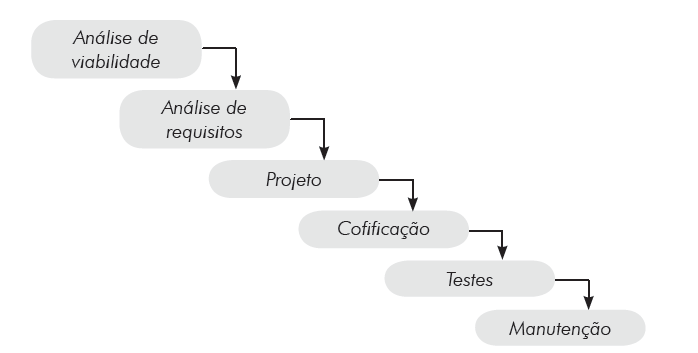 Análise de
viabilidade
Análise de
requisitos
Projeto
Cofificação
Testes
Manutenção